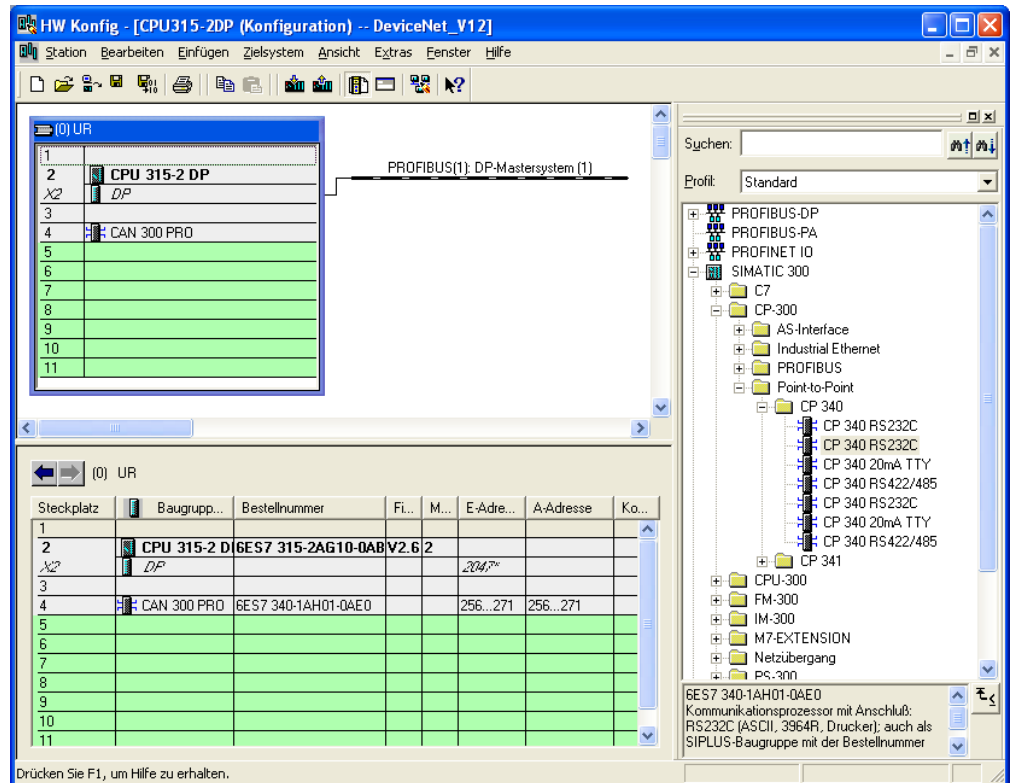 HW Konfig - [CPU315-2DP (Konfiguration) -- DeviceNet_V12]
Station Bearbeiten Einfügen Zielsystem Ansicht Extras Fenster Hilfe
(0) UR
1
2 CPU 315-2 DP
X2 DP
3
4 CAN 300 PRO
5
6
7
8
9
10
11
PROFIBUS(1): DP-Mastersystem (1)
(0) UR
Steckplatz Baugrupp... Bestellnummer Fi... M... E-Adre... A-Adresse Ko...
1
2 CPU 315-2 D 6ES7 315-2AG10-0AB V2.6 2
X2 DP 2047*
3
4 CAN 300 PRO 6ES7 340-1AH01-0AE0 256...271 256...271
5
6
7
8
9
10
11
Suchen:
Profil: Standard
PROFIBUS-DP
PROFIBUS-PA
PROFINET IO
SIMATIC 300
C7
CP-300
AS-Interface
Industrial Ethernet
PROFIBUS
Point-to-Point
CP 340
CP 340 RS232C
CP 340 RS232C
CP 340 20mA TTY
CP 340 RS422/485
CP 340 RS232C
CP 340 20mA TTY
CP 340 RS422/485
CP 341
CPU-300
FM-300
IM-300
M7-EXTENSION
Netzübergang
PS-300
6ES7 340-1AH01-0AE0
Kommunikationsprozessor mit Anschluß:
RS232C (ASCII, 3964R, Drucker); auch als
SIPLUS-Baugruppe mit der Bestellnummer
Drücken Sie F1, um Hilfe zu erhalten.